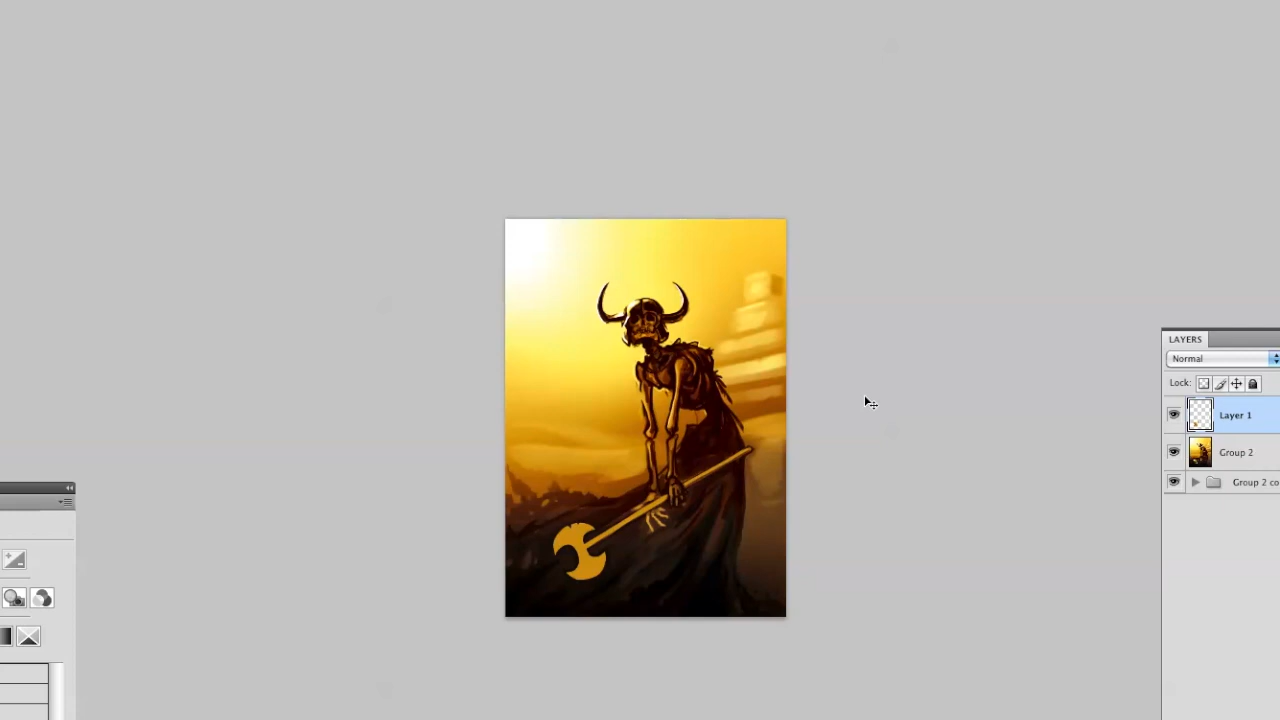 LAYERS
Normal
Lock:
Layer 1
Group 2
Group 2 co